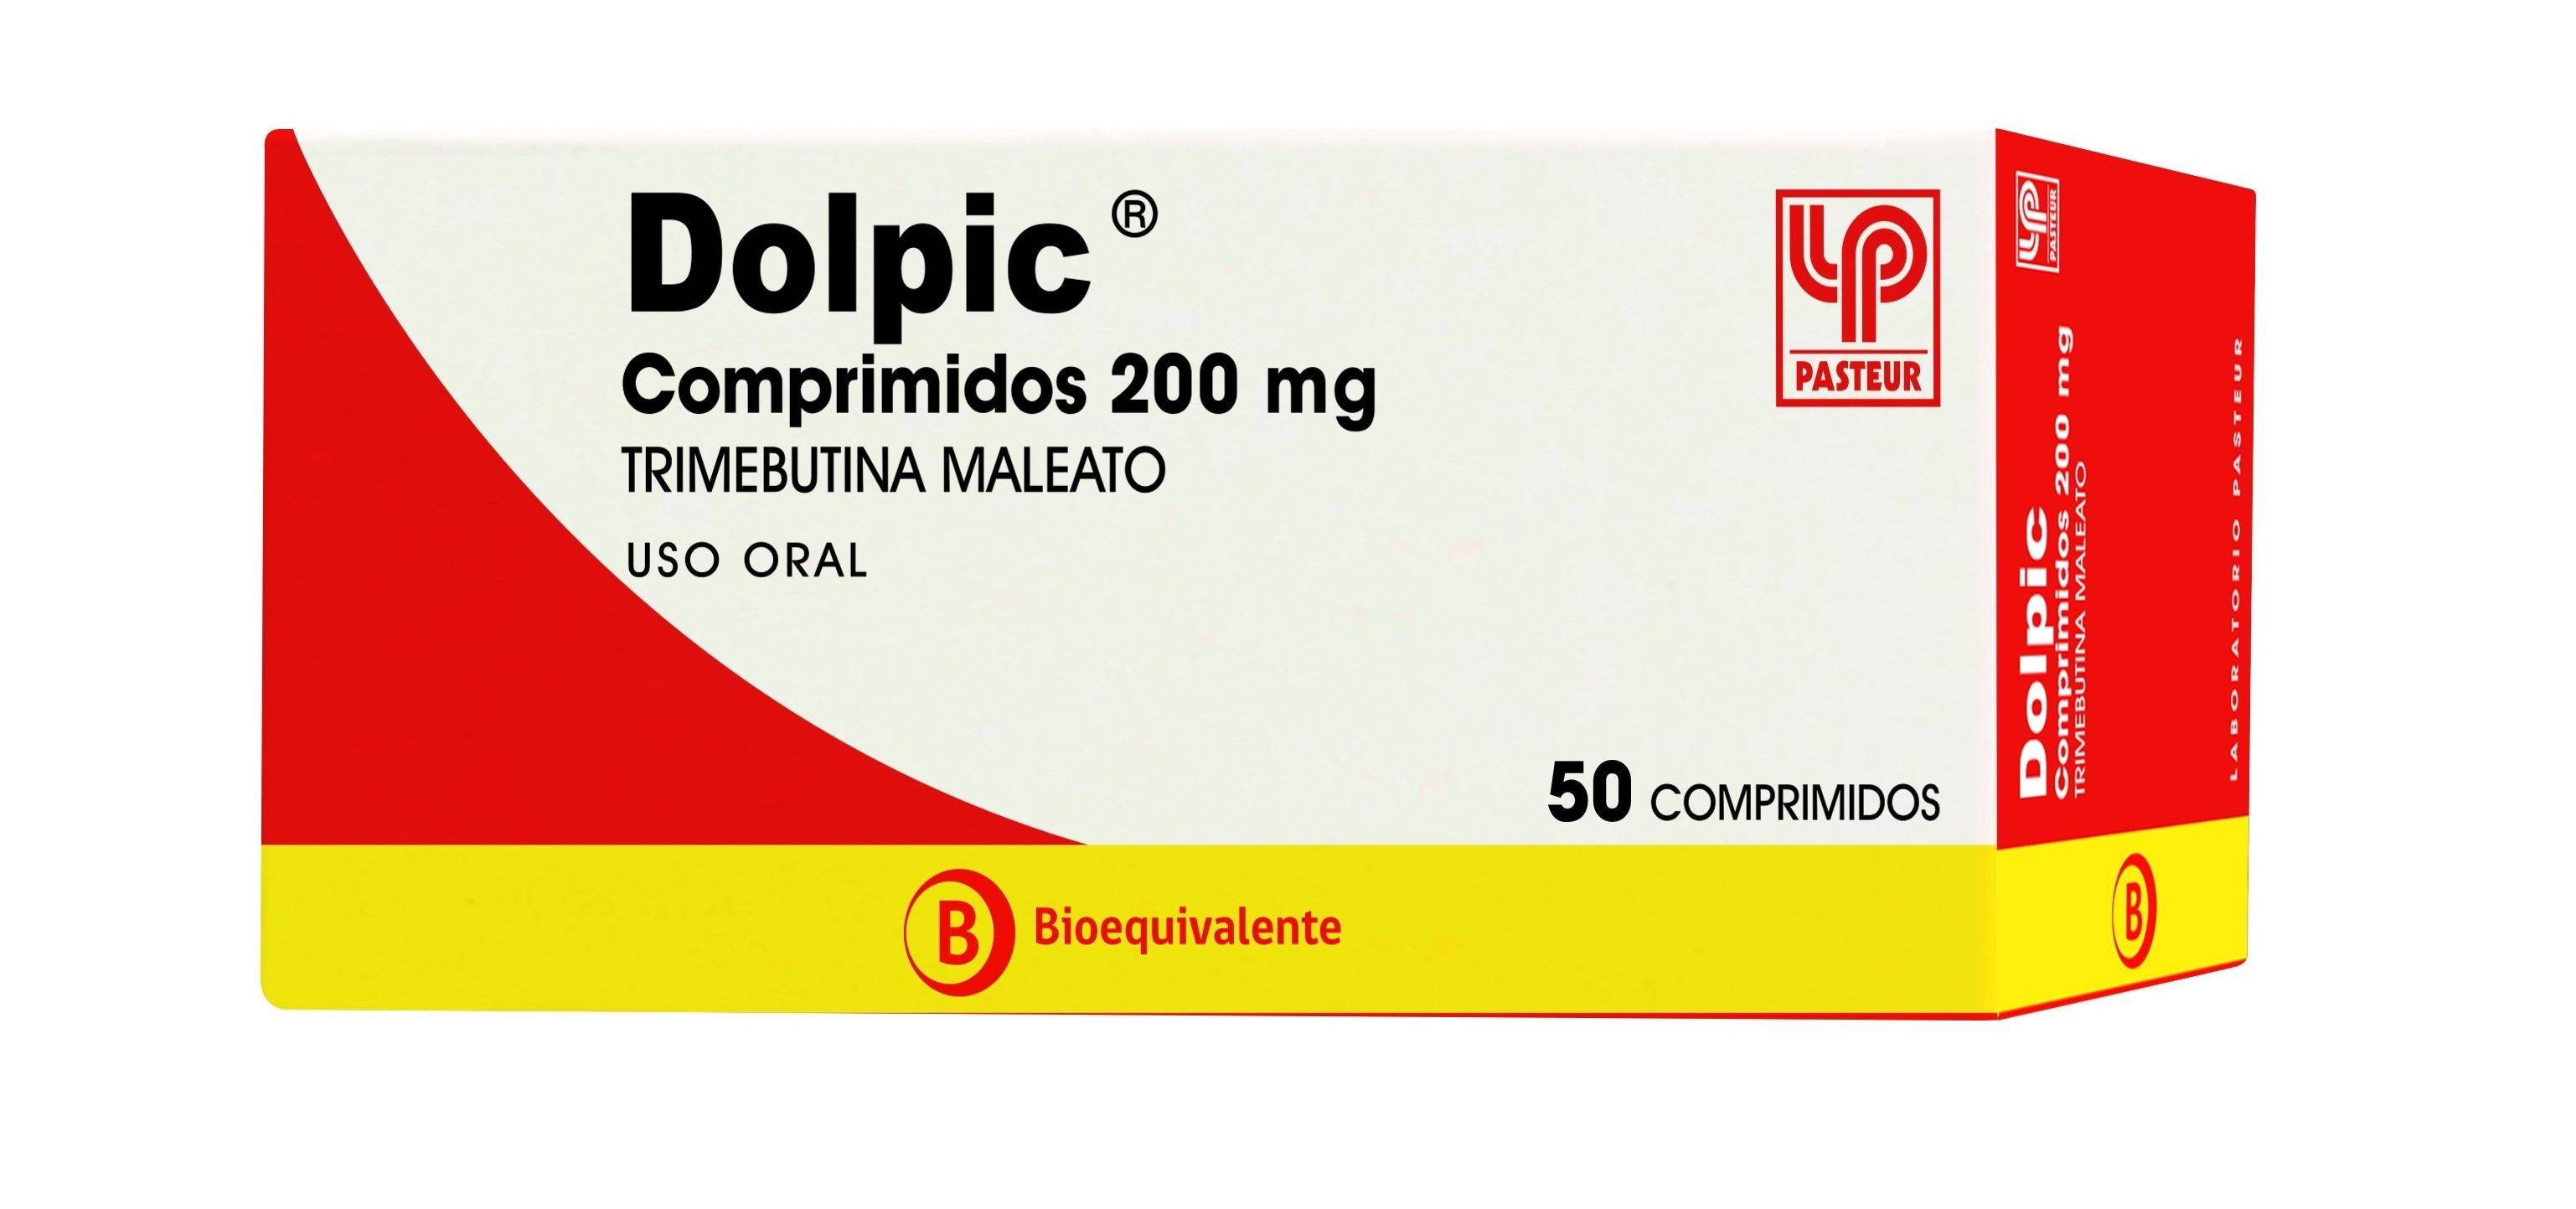 Dolpic®
Comprimidos 200 mg
TRIMEBUTINA MALEATO
USO ORAL
LP
PASTEUR
50 COMPRIMIDOS
B Bioequivalente
LP
PASTEUR
Dolpic
Comprimidos 200 mg
TRIMEBUTINA MALEATO
LABORATORIO PASTEUR
B